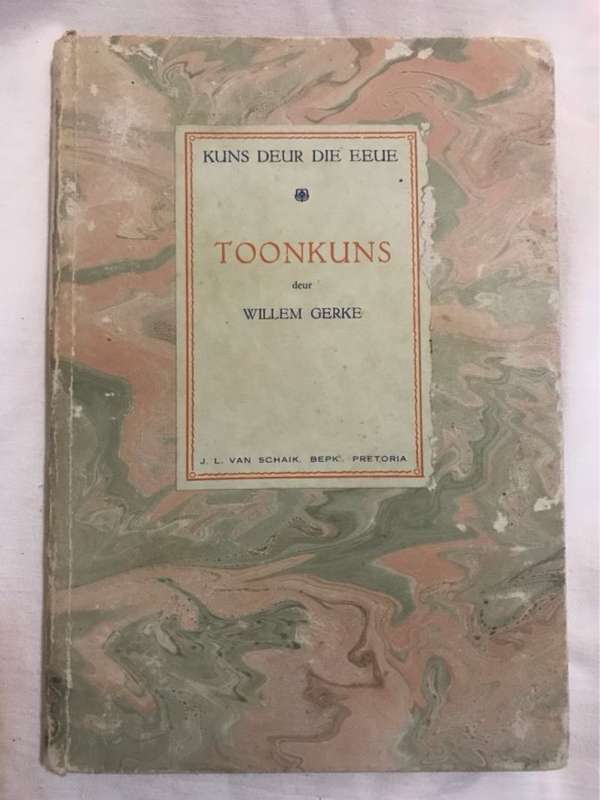 KUNS DEUR DIE EEUE
TOONKUNS
deur
WILLEM GERKE
J. L. VAN SCHAIK. BEPK. PRETORIA